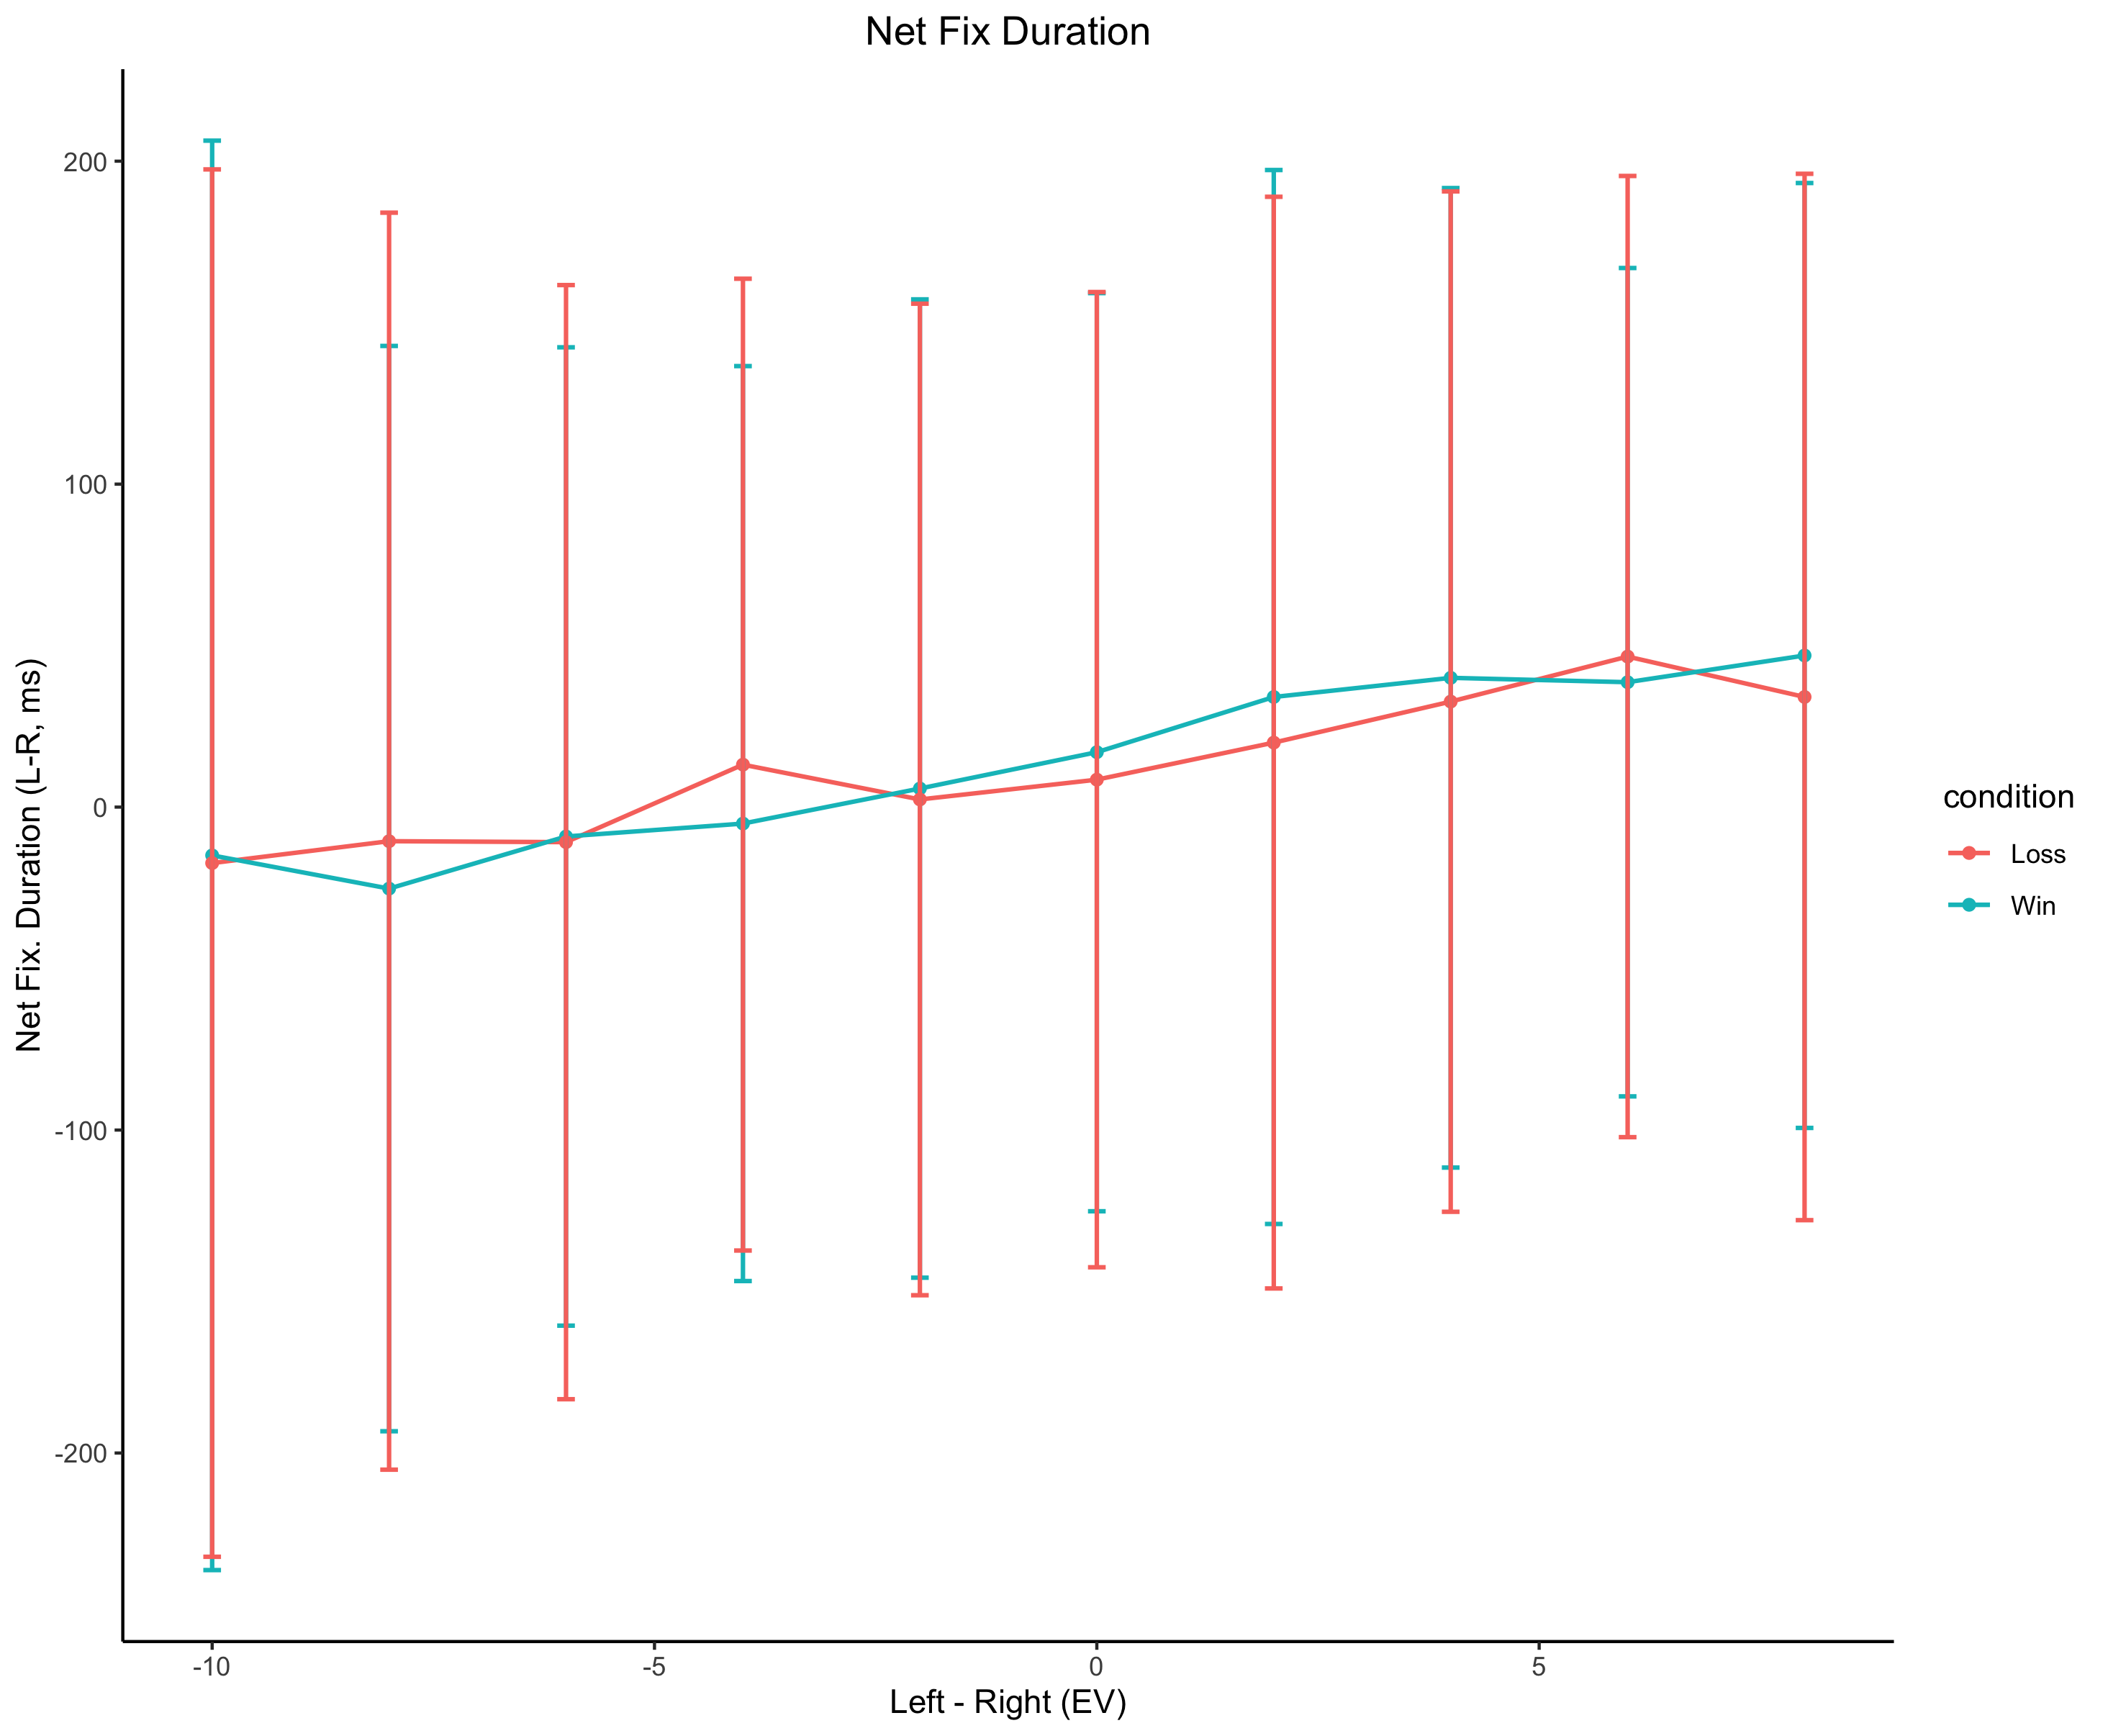 Net Fix Duration
Net Fix. Duration (L-R, ms)
200
100
0
-100
-200
-10
-5
0
5
Left - Right (EV)
condition
Loss
Win